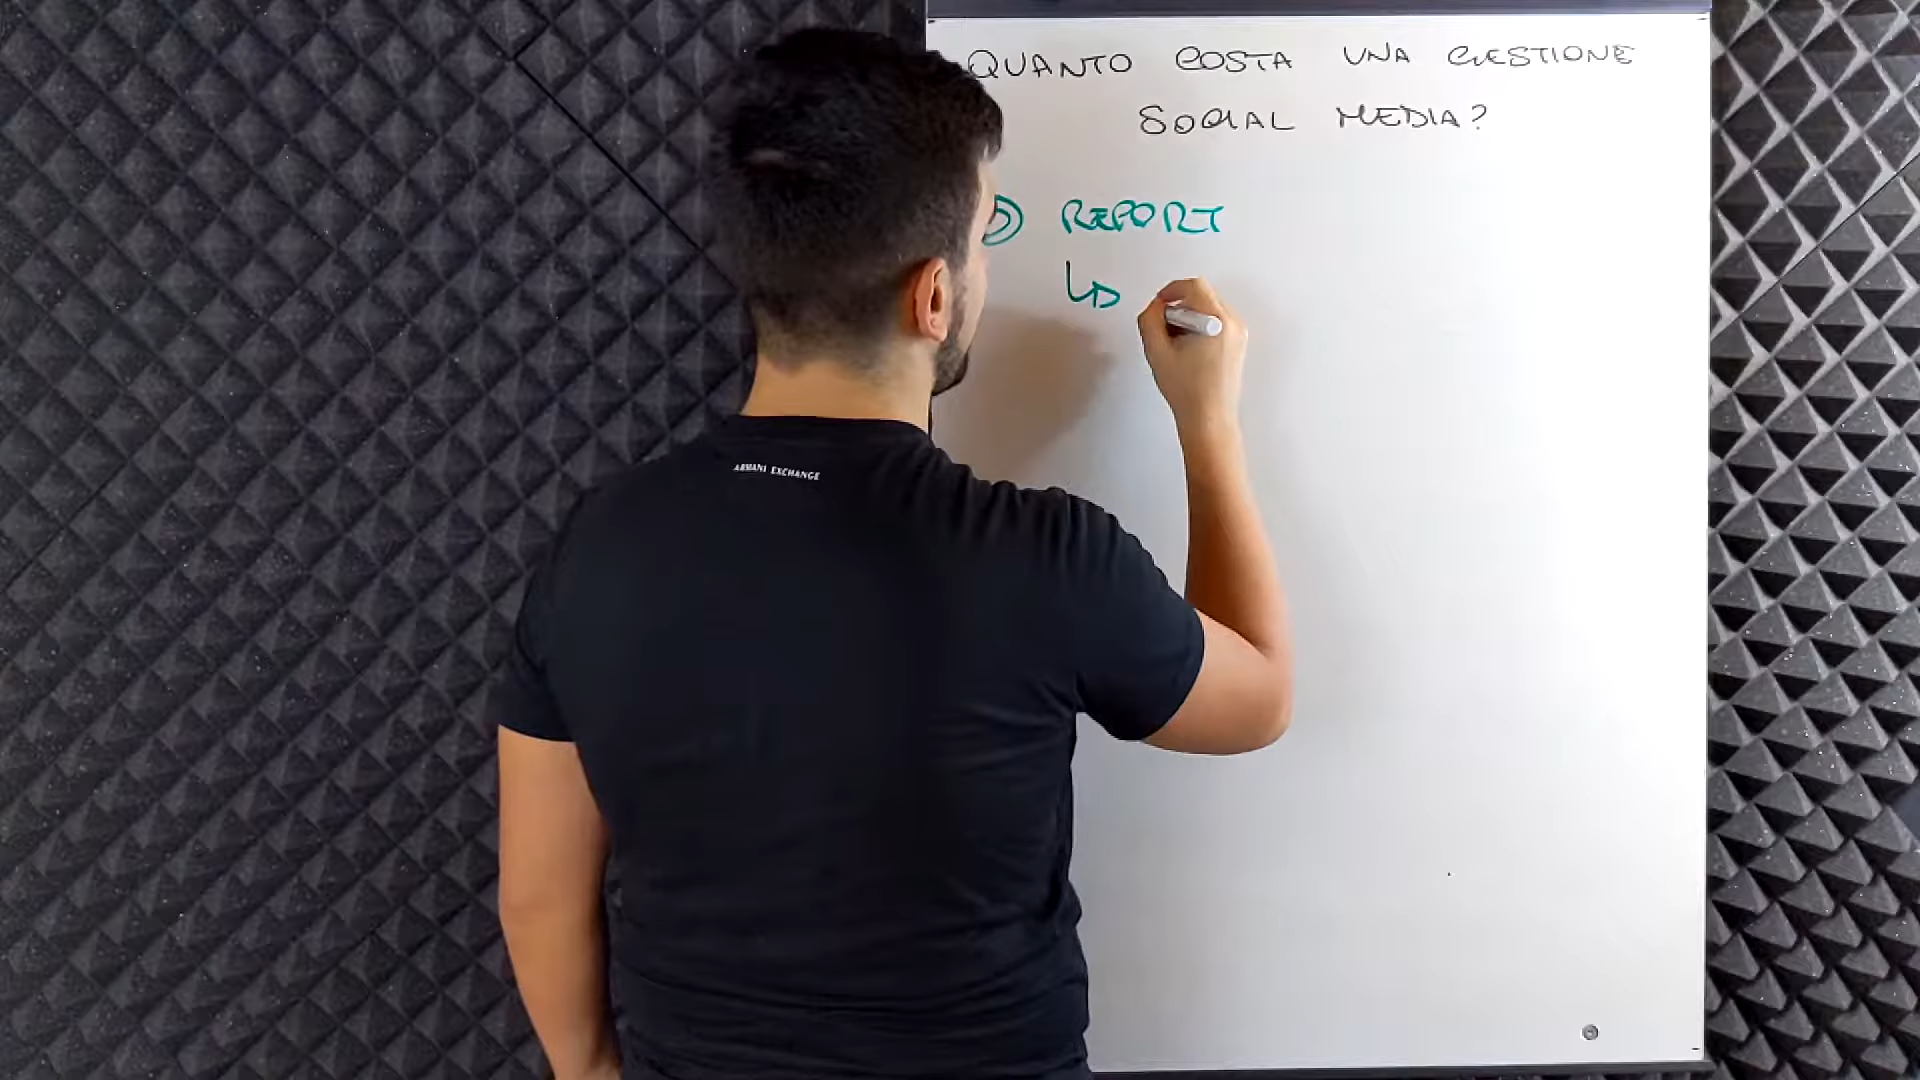 QUANTO COSTA UNA GESTIONE
SOCIAL MEDIA?
REPORT
ARMANI EXCHANGE